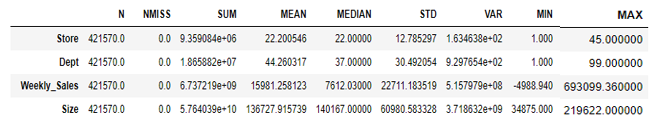 N NMISS SUM MEAN MEDIAN STD VAR MIN MAX
Store 421570.0 0.0 9.359084e+06 22.200546 22.00000 12.785297 1.634638e+02 1.000 45.000000
Dept 421570.0 0.0 1.865882e+07 44.260317 37.00000 30.492054 9.297654e+02 1.000 99.000000
Weekly_Sales 421570.0 0.0 6.737219e+09 15981.258123 7612.03000 22711.183519 5.157979e+08 -4988.940 693099.360000
Size 421570.0 0.0 5.764039e+10 136727.915739 140167.00000 60980.583328 3.718632e+09 34875.000 219622.000000